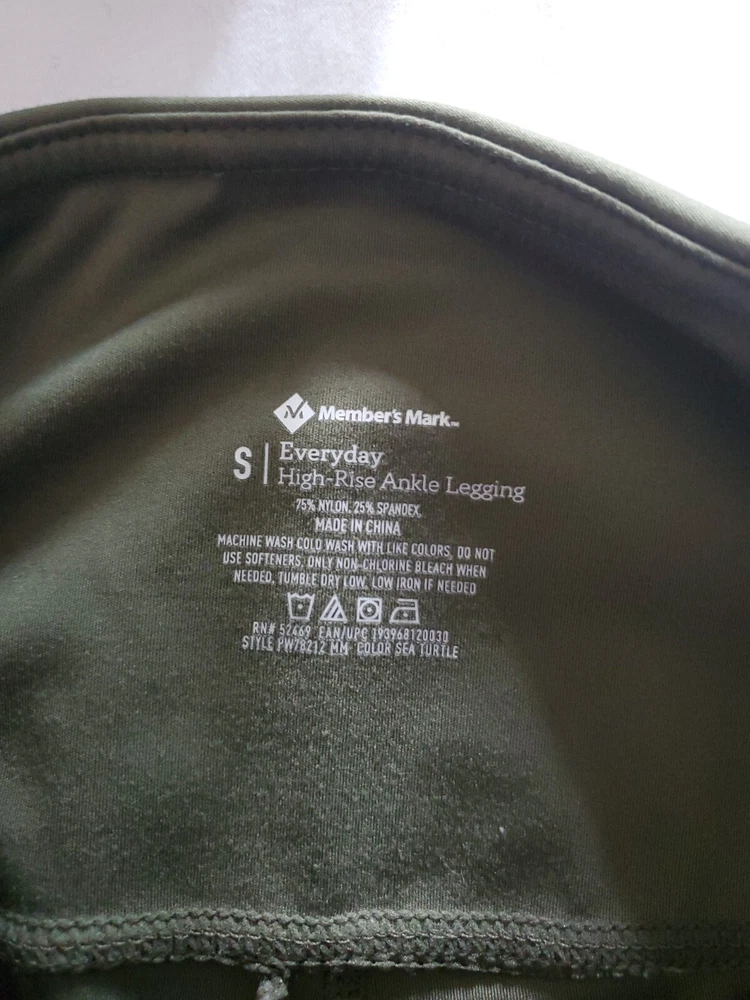 Member's Mark™
S
Everyday
High-Rise Ankle Legging
75% NYLON, 25% SPANDEX,
MADE IN CHINA
MACHINE WASH COLD WASH WITH LIKE COLORS, DO NOT
USE SOFTENERS, ONLY NON-CHLORINE BLEACH WHEN
NEEDED, TUMBLE DRY LOW, LOW IRON IF NEEDED
RN# 52469 EAN/UPC 193968120030
STYLE PW78212 MM COLOR SEA TURTLE